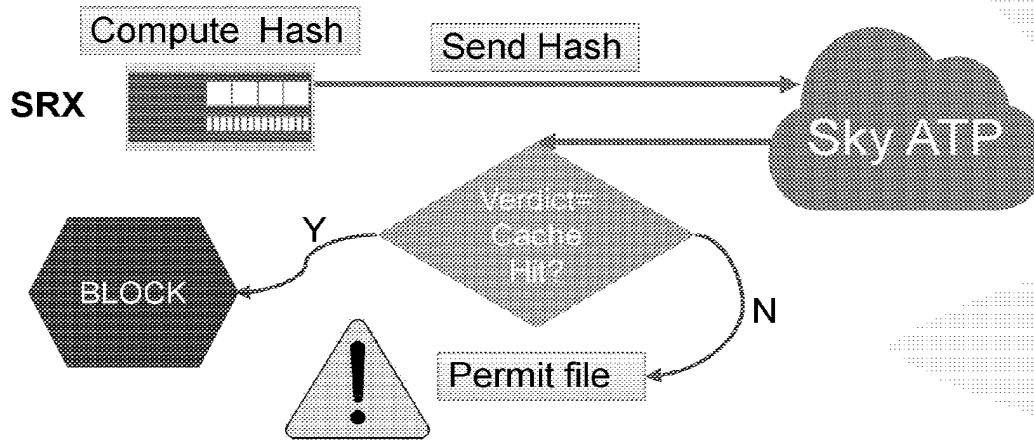 Compute Hash
Send Hash
SRX
Sky ATP
Verdict=
Cache
Hit?
Y
BLOCK
N
Permit file
!